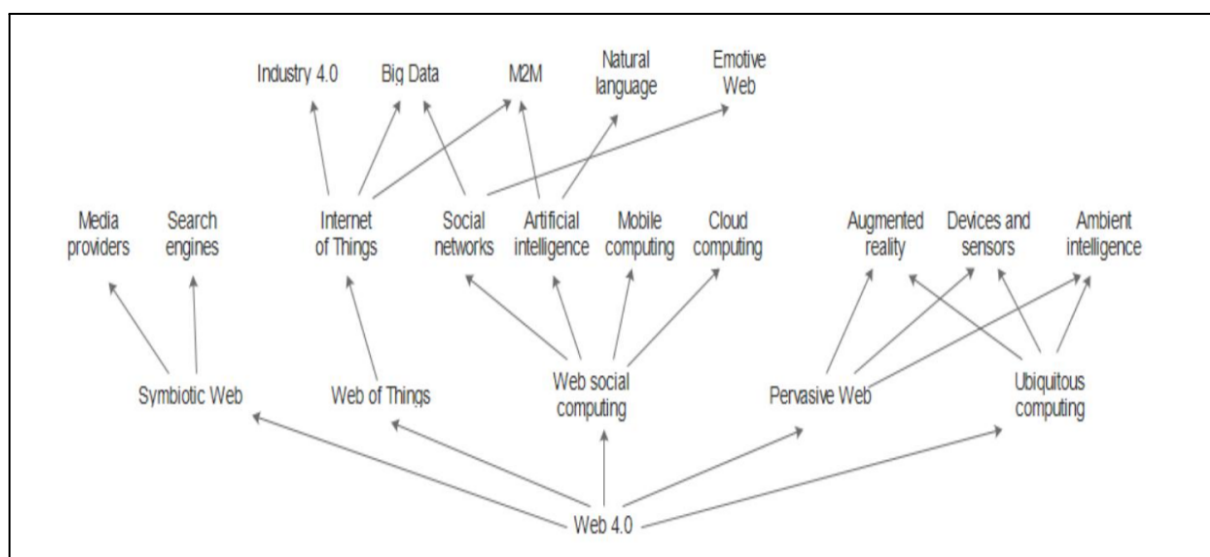 Industry 4.0
Big Data
M2M
Natural
language
Emotive
Web
Media
providers
Search
engines
Internet
of Things
Social
networks
Artificial
intelligence
Mobile
computing
Cloud
computing
Augmented
reality
Devices and
sensors
Ambient
intelligence
Symbiotic Web
Web of Things
Web social
computing
Pervasive Web
Ubiquitous
computing
Web 4.0